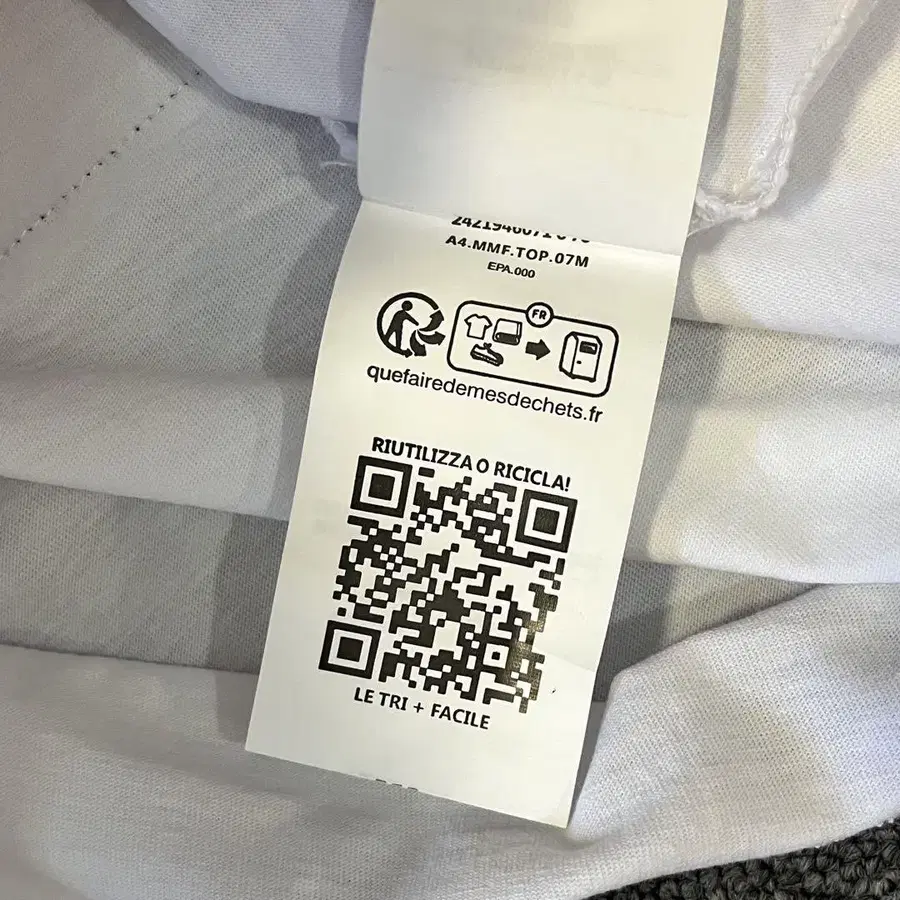 A4.MMF.TOP.07M
EPA.000
FR
quefairedemesdechets.fr
RIUTILIZZA O RICICLA!
LE TRI + FACILE